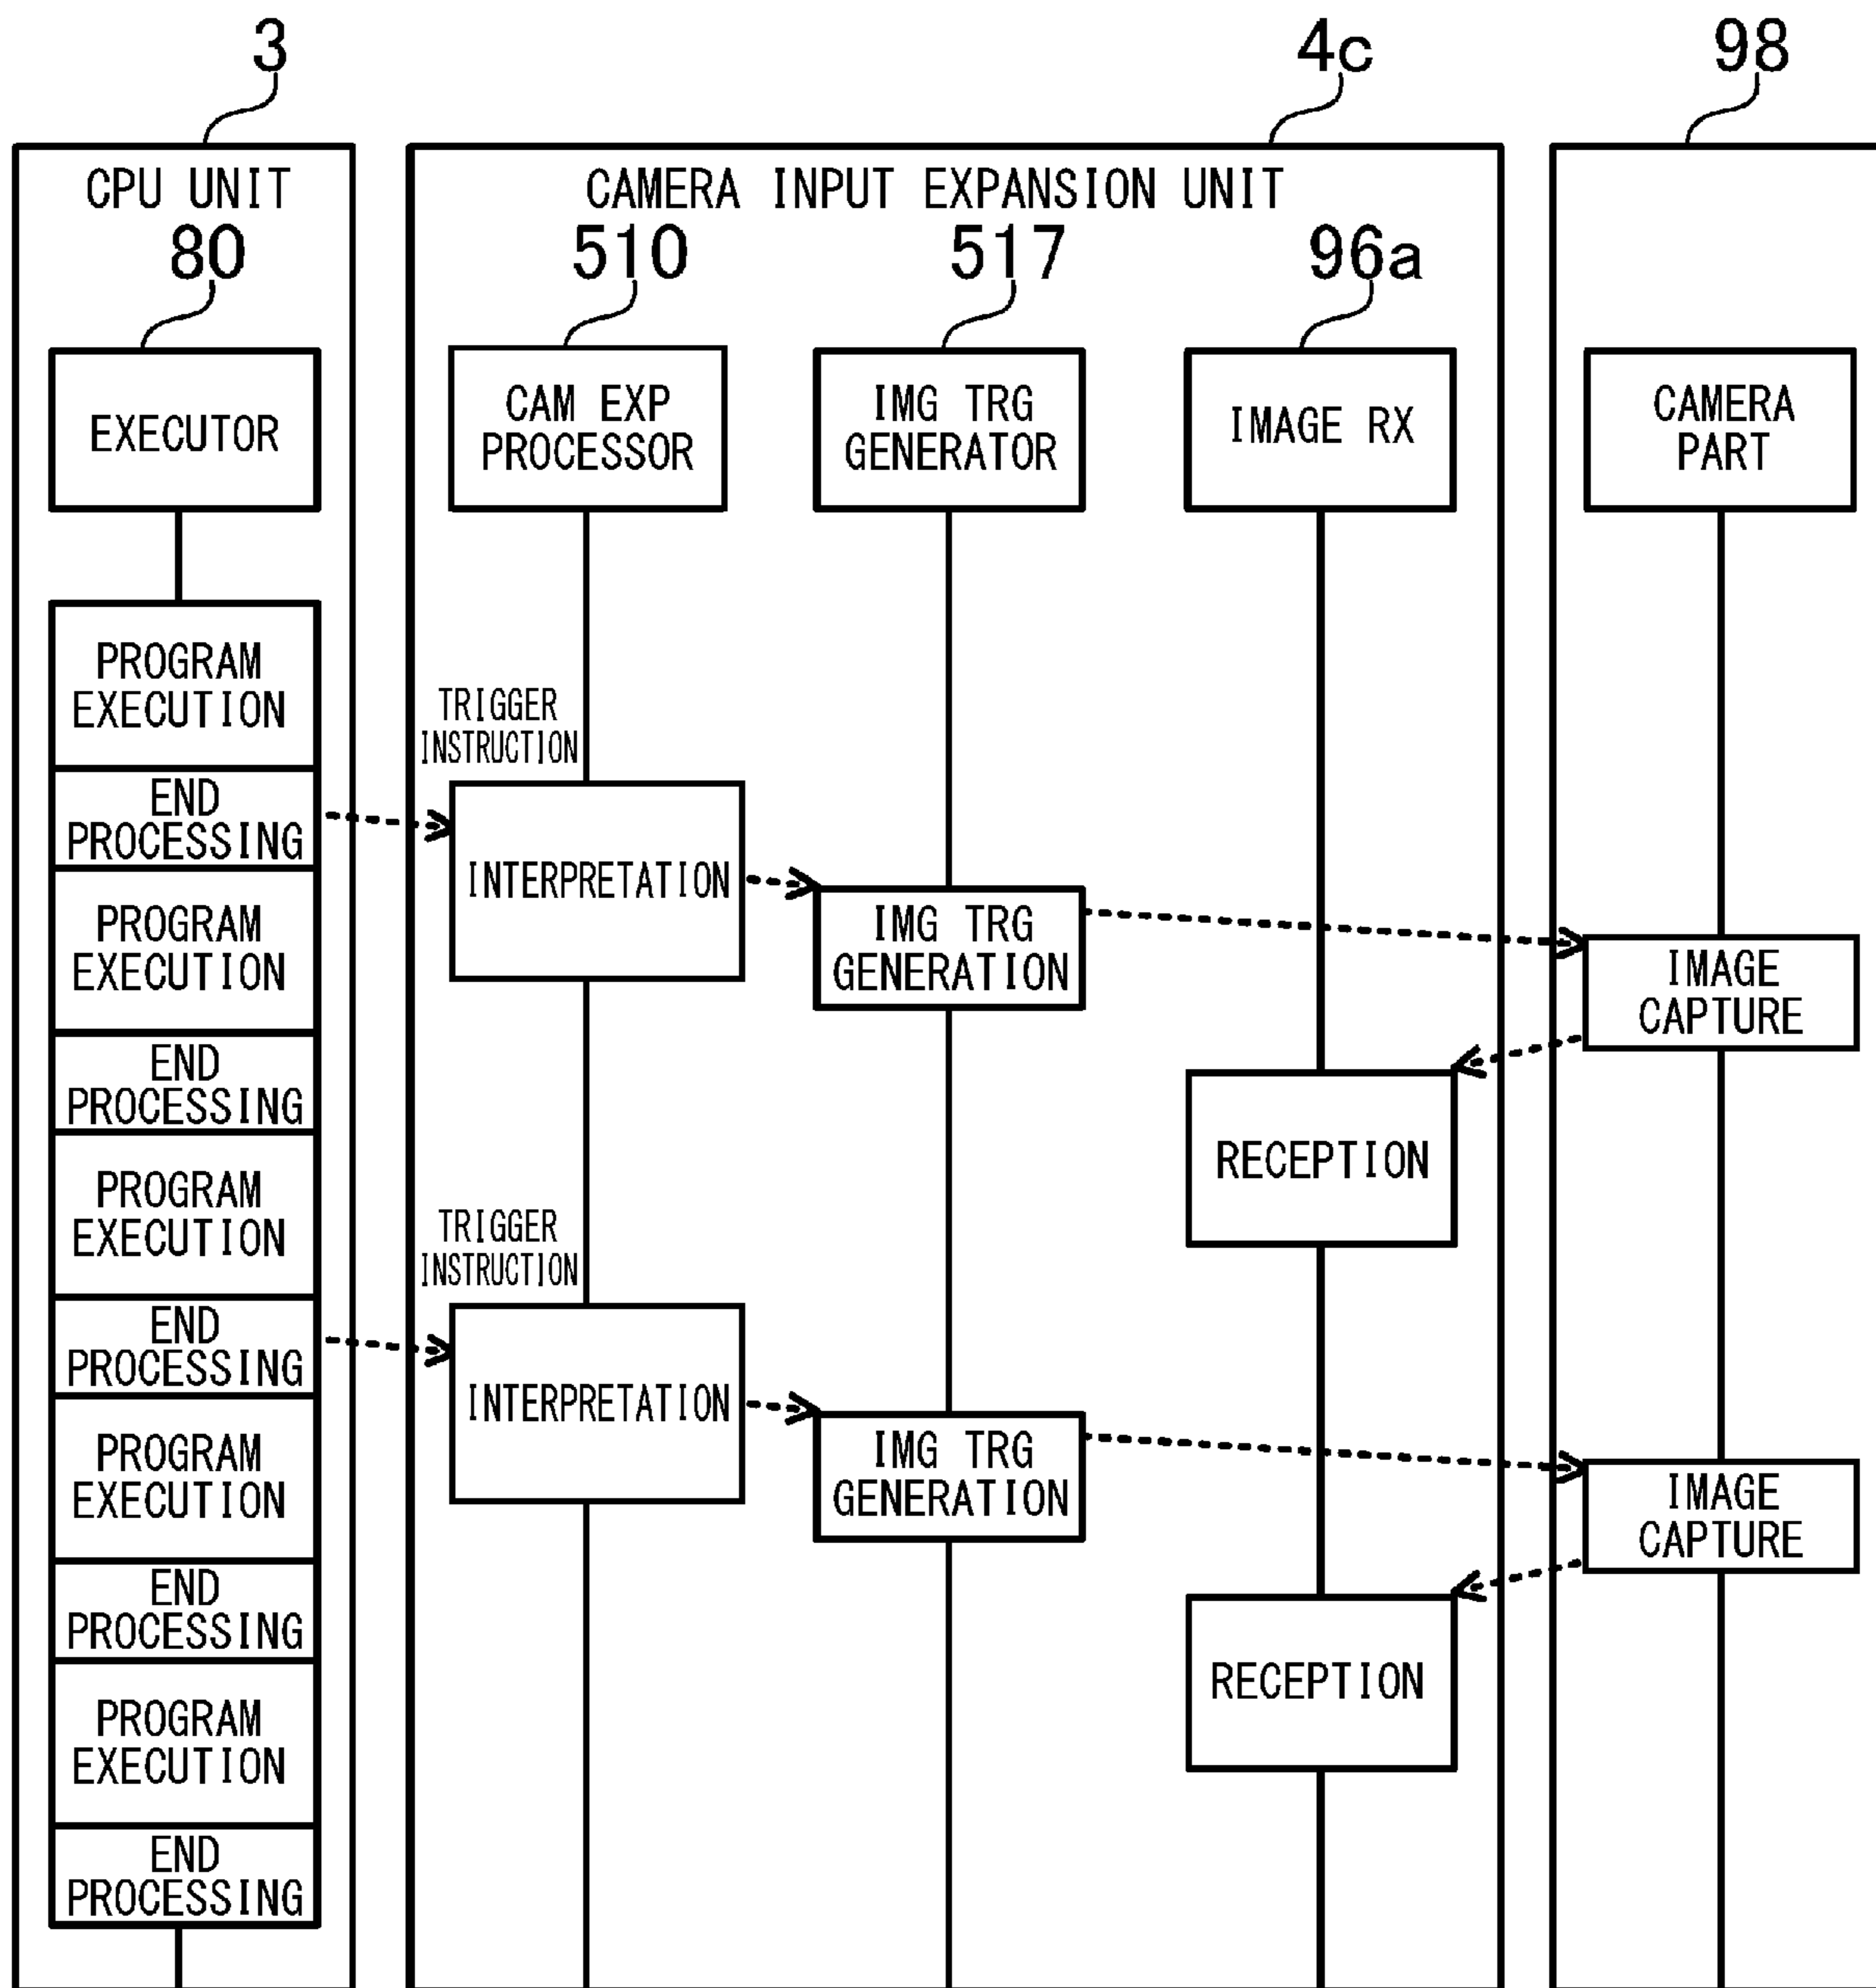 3
4c
98
CPU UNIT
CAMERA INPUT EXPANSION UNIT
80
510
517
96a
EXECUTOR
CAM EXP
PROCESSOR
IMG TRG
GENERATOR
IMAGE RX
CAMERA
PART
PROGRAM
EXECUTION
TRIGGER
INSTRUCTION
END
PROCESSING
INTERPRETATION
PROGRAM
EXECUTION
IMG TRG
GENERATION
IMAGE
CAPTURE
END
PROCESSING
RECEPTION
PROGRAM
EXECUTION
TRIGGER
INSTRUCTION
END
PROCESSING
INTERPRETATION
PROGRAM
EXECUTION
IMG TRG
GENERATION
IMAGE
CAPTURE
END
PROCESSING
RECEPTION
PROGRAM
EXECUTION
END
PROCESSING